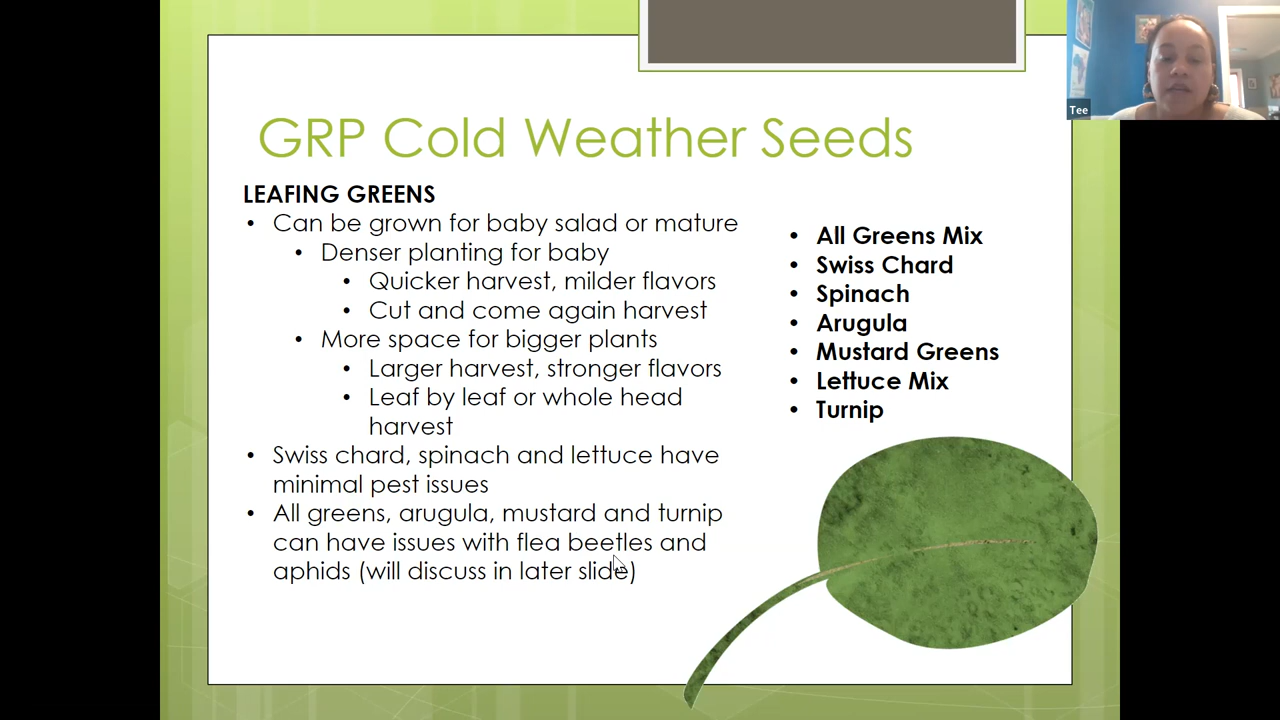 GRP Cold Weather Seeds
LEAFING GREENS
• Can be grown for baby salad or mature
• Denser planting for baby
• Quicker harvest, milder flavors
• Cut and come again harvest
• More space for bigger plants
• Larger harvest, stronger flavors
• Leaf by leaf or whole head
harvest
• Swiss chard, spinach and lettuce have
minimal pest issues
• All greens, arugula, mustard and turnip
can have issues with flea beetles and
aphids (will discuss in later slide)
• All Greens Mix
• Swiss Chard
• Spinach
• Arugula
• Mustard Greens
• Lettuce Mix
• Turnip
Tee